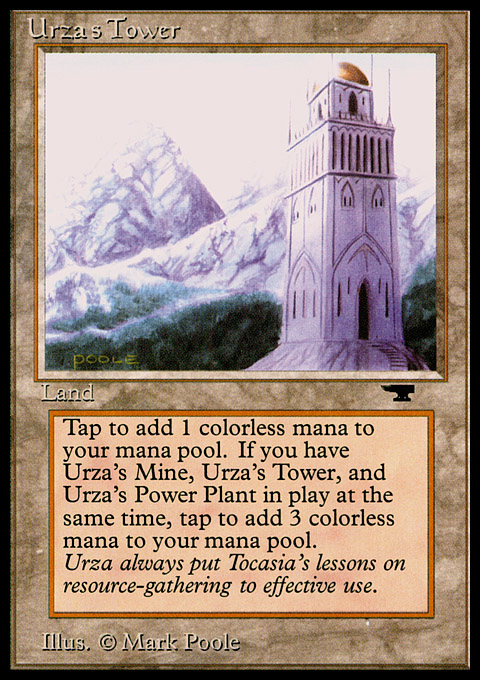 Urza's Tower
POOLE
Land
Tap to add 1 colorless mana to
your mana pool. If you have
Urza's Mine, Urza's Tower, and
Urza's Power Plant in play at the
same time, tap to add 3 colorless
mana to your mana pool.
Urza always put Tocasia's lessons on
resource-gathering to effective use.
Illus. © Mark Poole